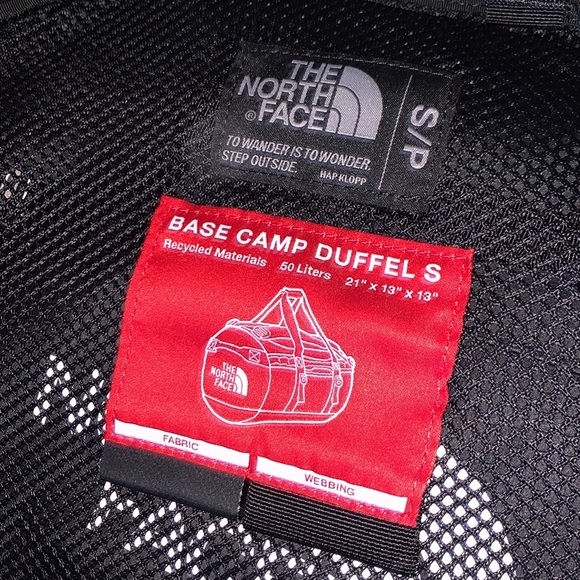 THE
NORTH
FACE
®
S/P
TO WANDER IS TO WONDER.
STEP OUTSIDE.
HAP KLOPP
BASE CAMP DUFFEL S
Recycled Materials 50 Liters 21" x 13" x 13"
THE
NORTH
FACE
FABRIC
WEBBING